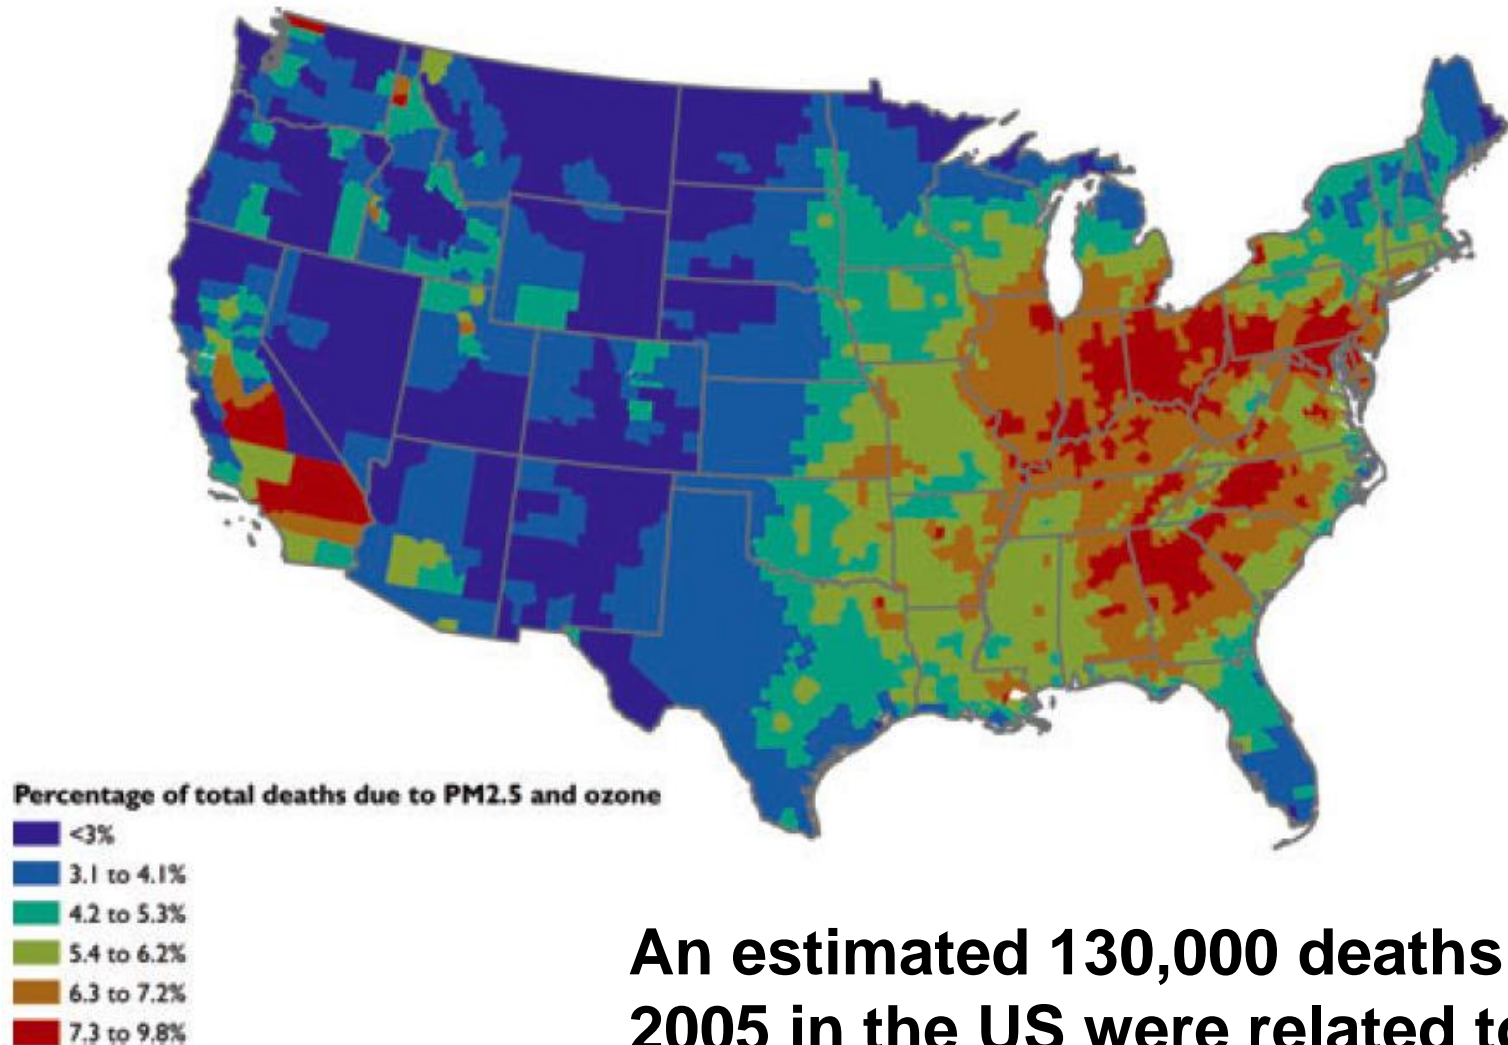 Percentage of total deaths due to PM2.5 and ozone
<3%
3.1 to 4.1%
4.2 to 5.3%
5.4 to 6.2%
6.3 to 7.2%
7.3 to 9.8%
An estimated 130,000 deaths
2005 in the US were related to